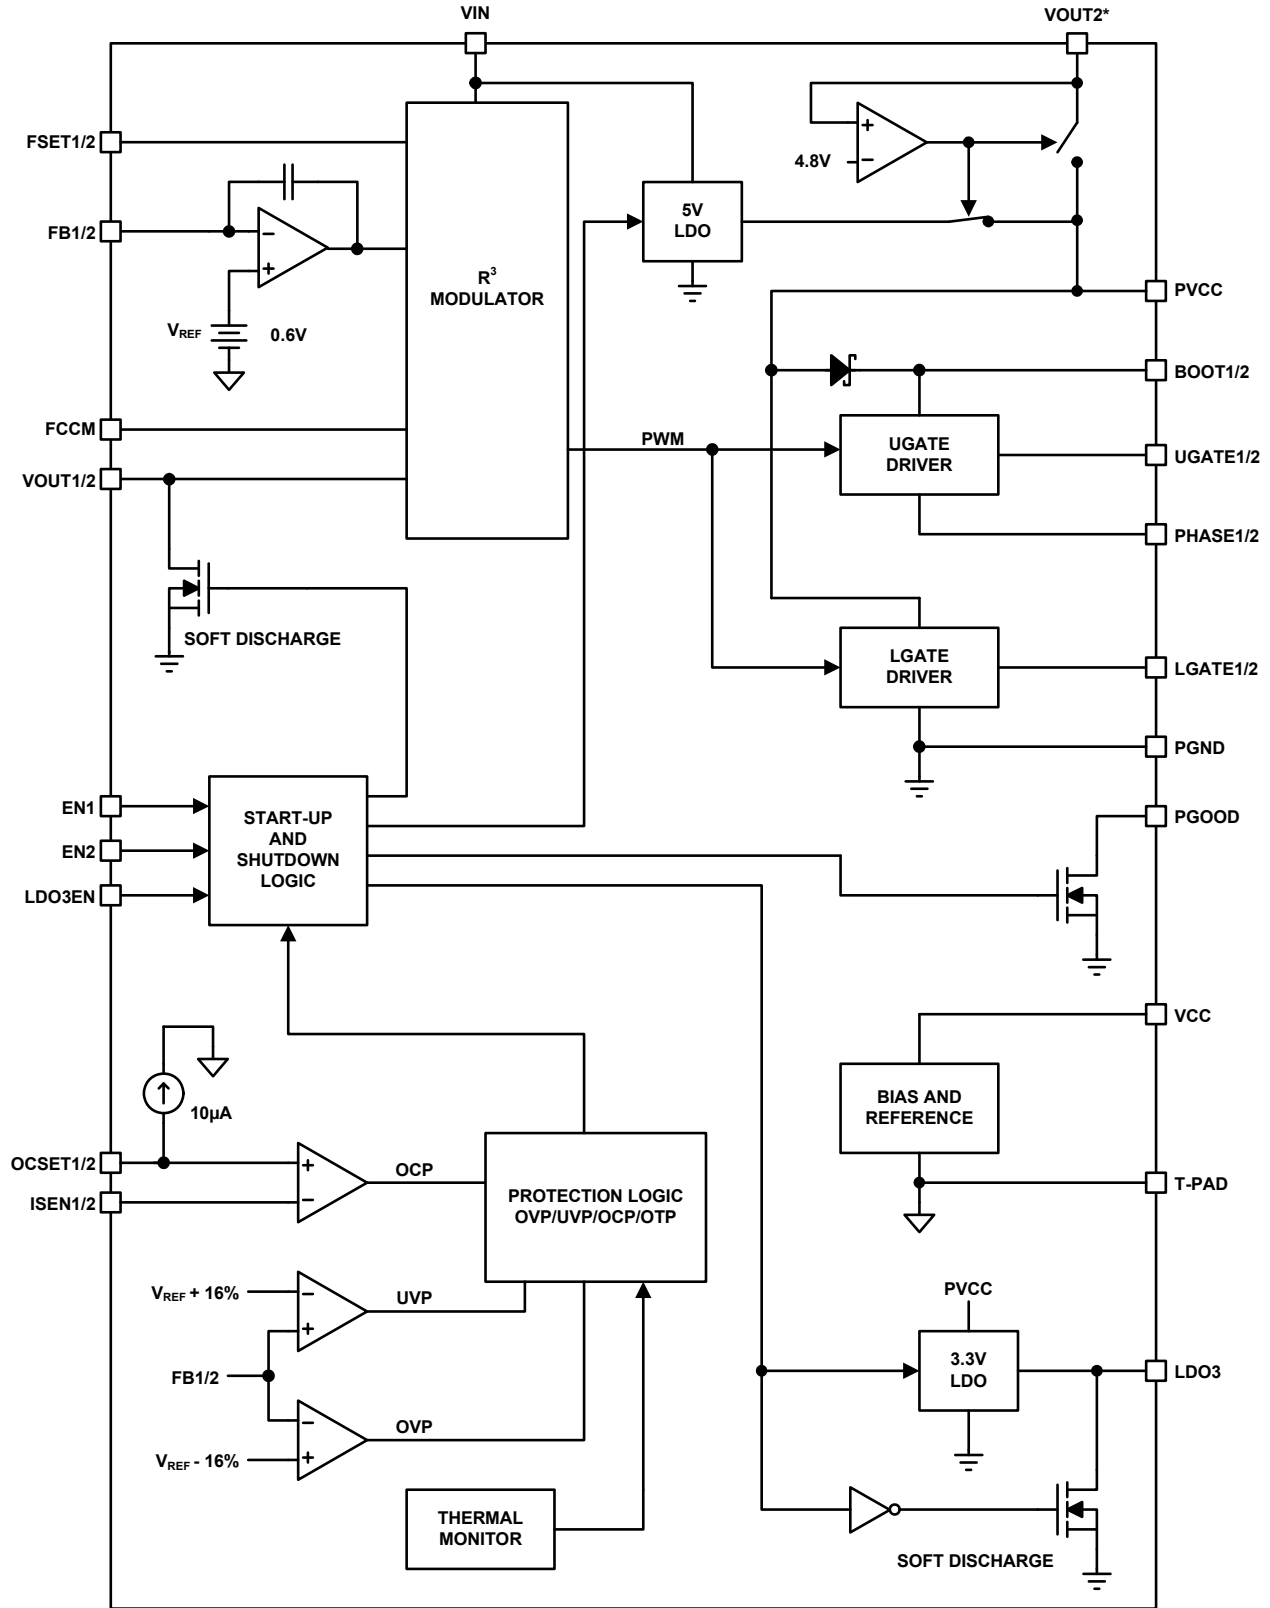 VIN
VOUT2*
FSET1/2
4.8V
+
−
5V
LDO
FB1/2
−
+
R³
MODULATOR
PVCC
VREF
0.6V
BOOT1/2
FCCM
PWM
UGATE
DRIVER
UGATE1/2
VOUT1/2
PHASE1/2
SOFT DISCHARGE
LGATE
DRIVER
LGATE1/2
PGND
EN1
START-UP
AND
SHUTDOWN
LOGIC
PGOOD
EN2
LDO3EN
VCC
10µA
BIAS AND
REFERENCE
OCSET1/2
+
−
OCP
ISEN1/2
PROTECTION LOGIC
OVP/UVP/OCP/OTP
T-PAD
VREF + 16%
−
+
UVP
PVCC
FB1/2
3.3V
LDO
LDO3
−
+
OVP
VREF - 16%
THERMAL
MONITOR
SOFT DISCHARGE